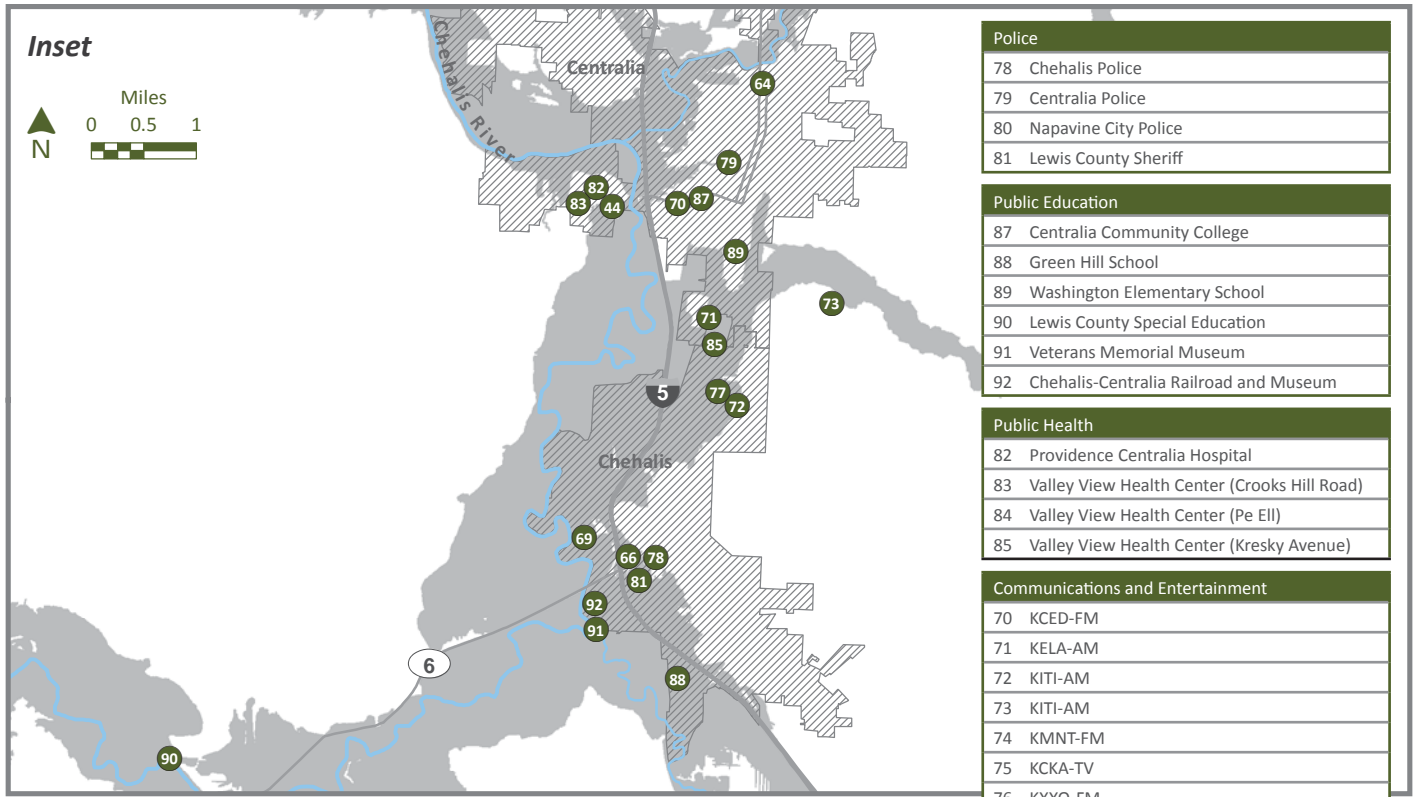 Inset
Miles
0 0.5 1
N
Chehalis River
Centralia
64
79
82
83
44
70
87
89
73
71
85
5
77
72
Chehalis
69
66
78
81
92
91
6
88
90
Police
78 Chehalis Police
79 Centralia Police
80 Napavine City Police
81 Lewis County Sheriff
Public Education
87 Centralia Community College
88 Green Hill School
89 Washington Elementary School
90 Lewis County Special Education
91 Veterans Memorial Museum
92 Chehalis-Centralia Railroad and Museum
Public Health
82 Providence Centralia Hospital
83 Valley View Health Center (Crooks Hill Road)
84 Valley View Health Center (Pe Ell)
85 Valley View Health Center (Kresky Avenue)
Communications and Entertainment
70 KCED-FM
71 KELA-AM
72 KITI-AM
73 KITI-AM
74 KMNT-FM
75 KCKA-TV